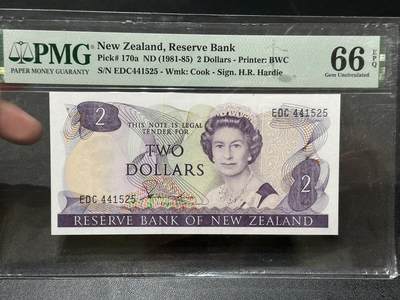 PMG
PAPER MONEY GUARANTY
New Zealand, Reserve Bank
Pick# 170a ND (1981-85) 2 Dollars - Printer: BWC
S/N EDC441525 - Wmk: Cook - Sign. H.R. Hardie
66 EPQ
Gem Uncirculated
2
EDC 441525
THIS NOTE IS LEGAL
TENDER FOR
TWO
DOLLARS
EDC 441525
2
RESERVE BANK OF NEW ZEALAND